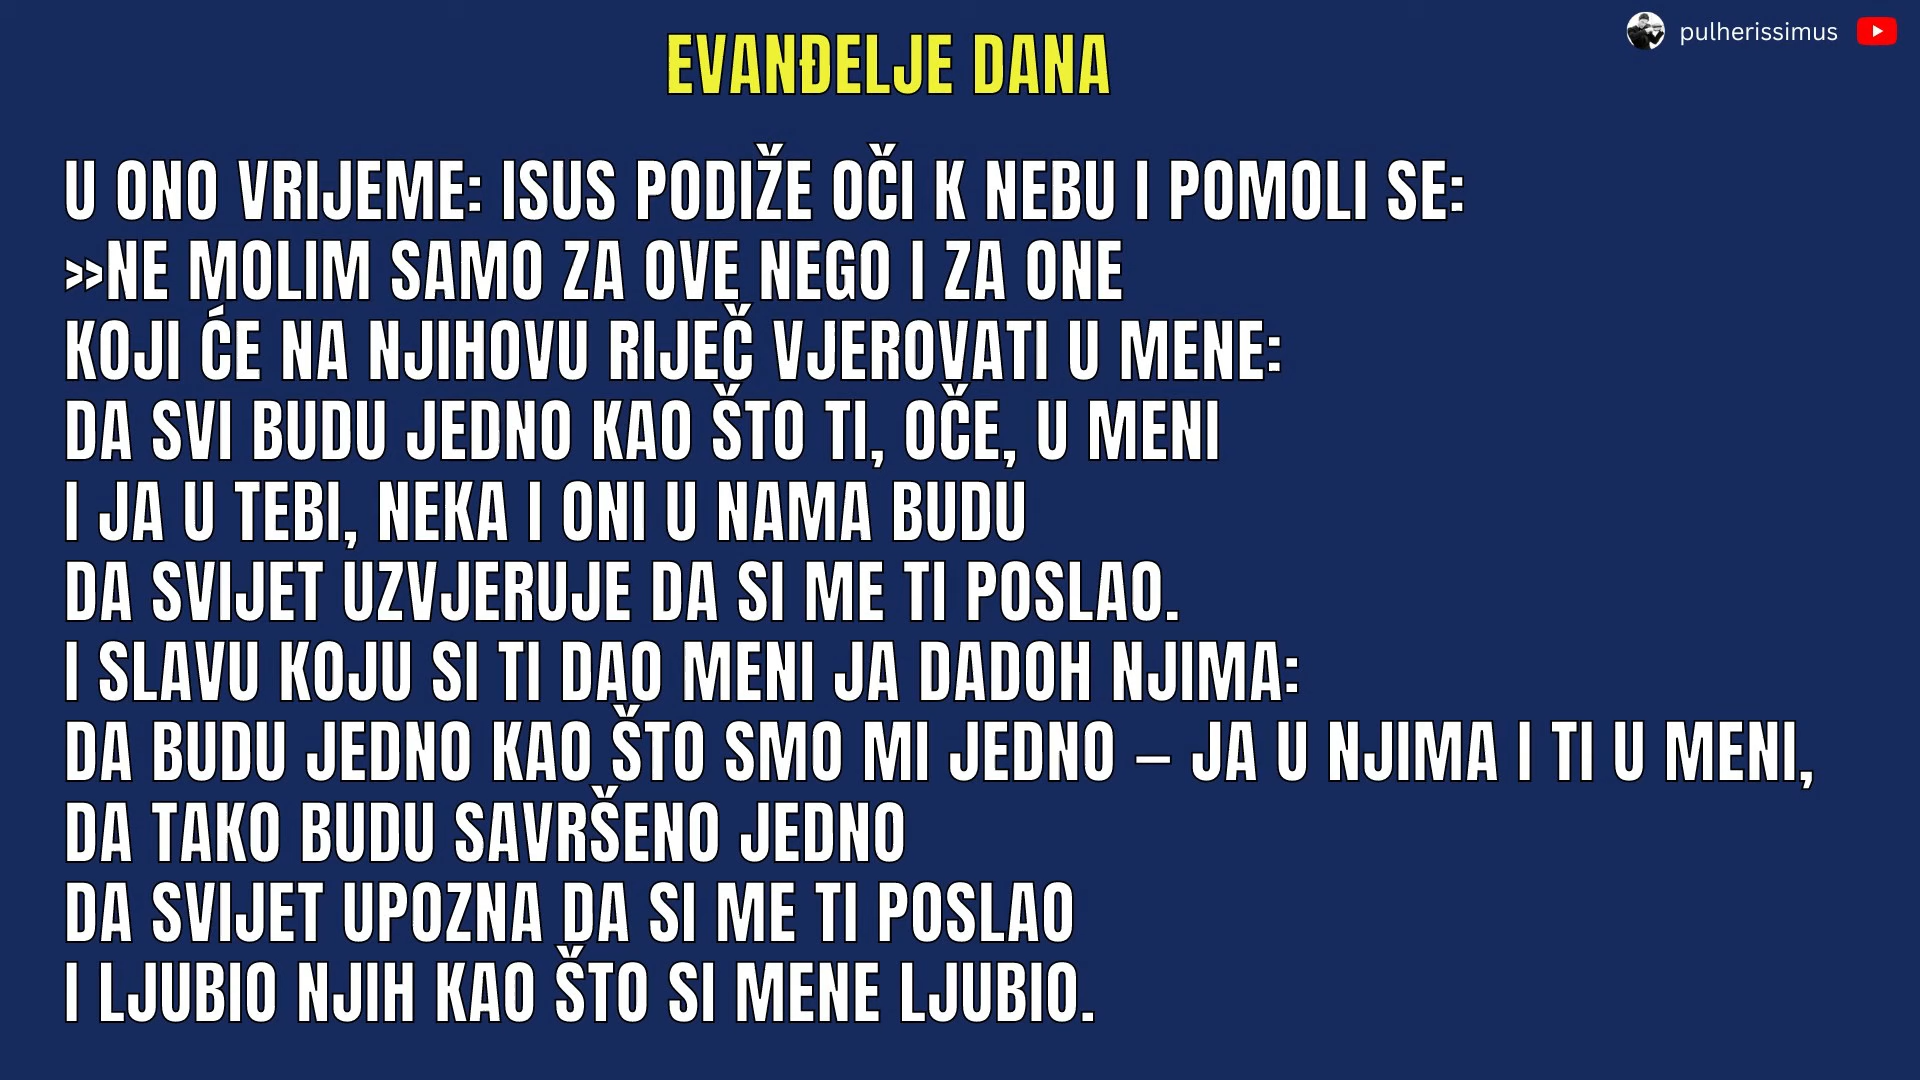 EVANĐELJE DANA
pulherissimus
U ONO VRIJEME: ISUS PODIŽE OČI K NEBU I POMOLI SE:
»NE MOLIM SAMO ZA OVE NEGO I ZA ONE
KOJI ĆE NA NJIHOVU RIJEČ VJEROVATI U MENE:
DA SVI BUDU JEDNO KAO ŠTO TI, OČE, U MENI
I JA U TEBI, NEKA I ONI U NAMA BUDU
DA SVIJET UZVJERUJE DA SI ME TI POSLAO.
I SLAVU KOJU SI TI DAO MENI JA DADOH NJIMA:
DA BUDU JEDNO KAO ŠTO SMO MI JEDNO – JA U NJIMA I TI U MENI,
DA TAKO BUDU SAVRŠENO JEDNO
DA SVIJET UPOZNA DA SI ME TI POSLAO
I LJUBIO NJIH KAO ŠTO SI MENE LJUBIO.